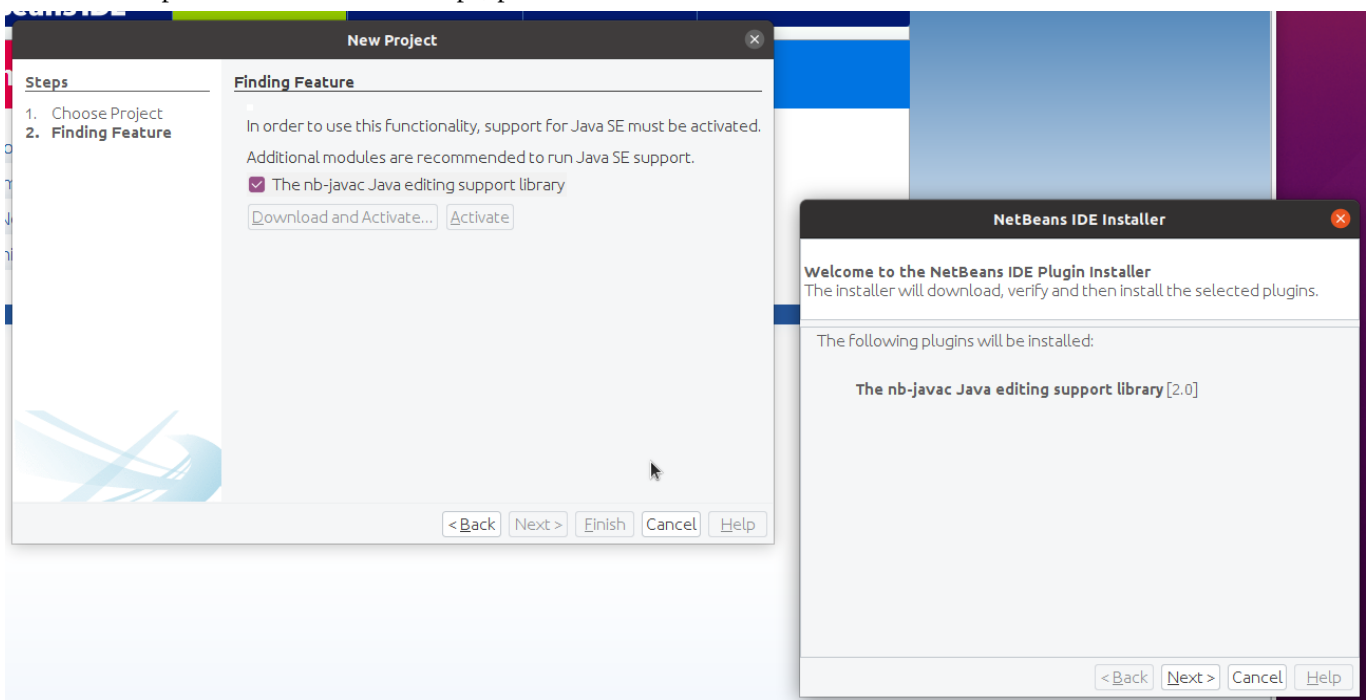 New Project
Steps
1. Choose Project
2. Finding Feature
Finding Feature
In order to use this functionality, support for Java SE must be activated.
Additional modules are recommended to run Java SE support.
The nb-javac Java editing support library
Download and Activate... Activate
< Back Next > Finish Cancel Help
NetBeans IDE Installer
Welcome to the NetBeans IDE Plugin Installer
The installer will download, verify and then install the selected plugins.
The following plugins will be installed:
The nb-javac Java editing support library [2.0]
< Back Next > Cancel Help